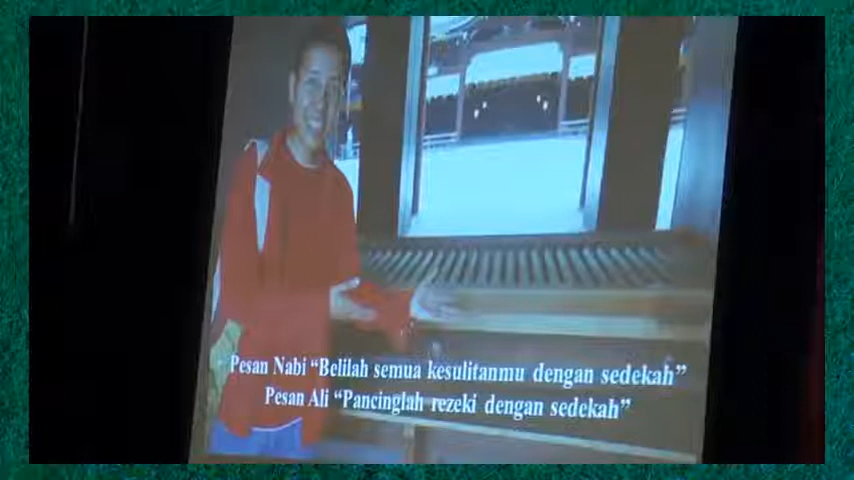 Pesan Nabi “Belilah semua kesulitanmu dengan sedekah”
Pesan Ali “Pancinglah rezeki dengan sedekah”